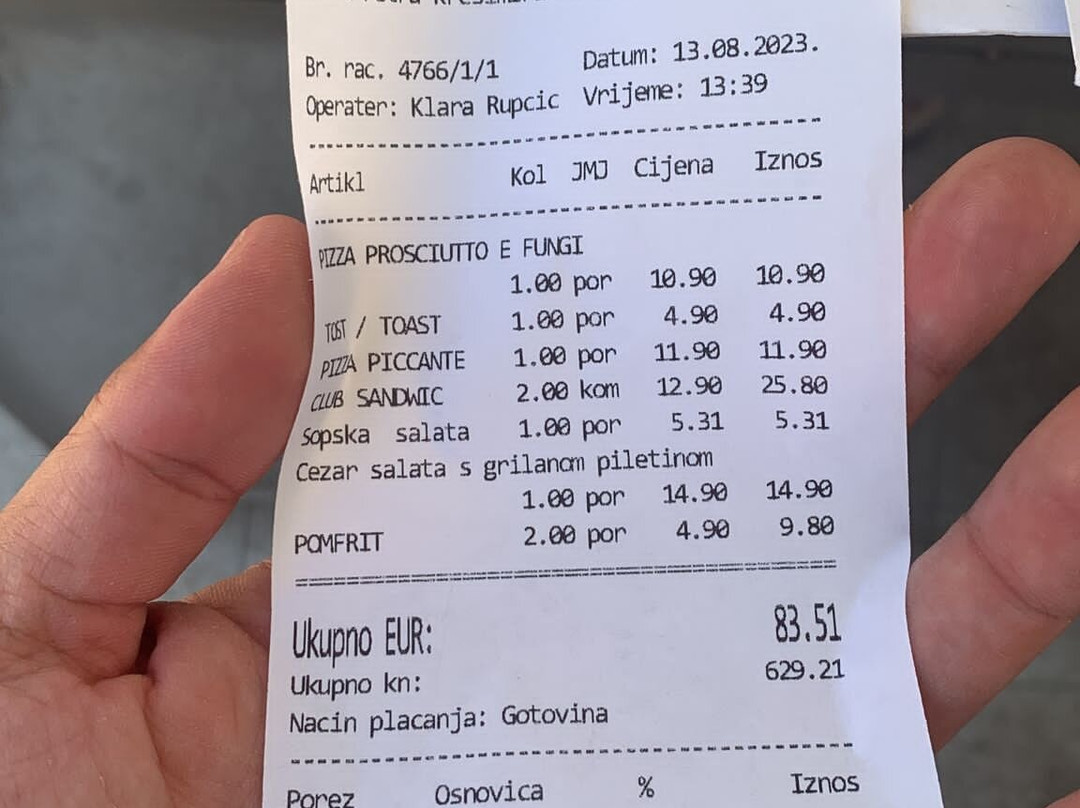 Br. rac. 4766/1/1 Datum: 13.08.2023.
Operater: Klara Rupcic Vrijeme: 13:39
Artikl Kol JMJ Cijena Iznos
PIZZA PROSCIUTTO E FUNGI
1.00 por 10.90 10.90
TOST / TOAST 1.00 por 4.90 4.90
PIZZA PICCANTE 1.00 por 11.90 11.90
CLUB SANDWIC 2.00 kom 12.90 25.80
Sopska salata 1.00 por 5.31 5.31
Cezar salata s grilanom piletinom
1.00 por 14.90 14.90
POMFRIT 2.00 por 4.90 9.80
Ukupno EUR: 83.51
Ukupno kn: 629.21
Nacin placanja: Gotovina
Porez Osnovica % Iznos